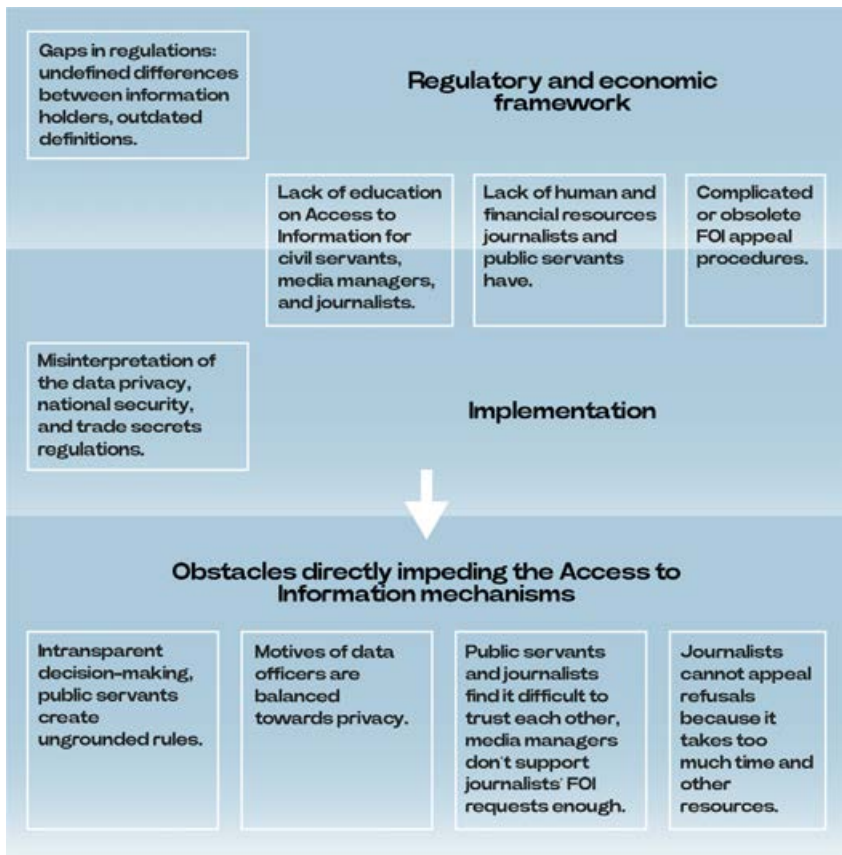 Gaps in regulations:
undefined differences
between information
holders, outdated
definitions.
Regulatory and economic
framework
Lack of education
on Access to
Information for
civil servants,
media managers,
and journalists.
Lack of human and
financial resources
journalists and
public servants
have.
Complicated
or obsolete
FOI appeal
procedures.
Misinterpretation of
the data privacy,
national security,
and trade secrets
regulations.
Implementation
Obstacles directly impeding the Access to
Information mechanisms
Intransparent
decision-making,
public servants
create
ungrounded rules.
Motives of data
officers are
balanced
towards privacy.
Public servants
and journalists
find it difficult to
trust each other,
media managers
don't support
journalists' FOI
requests enough.
Journalists
cannot appeal
refusals
because it
takes too
much time and
other
resources.